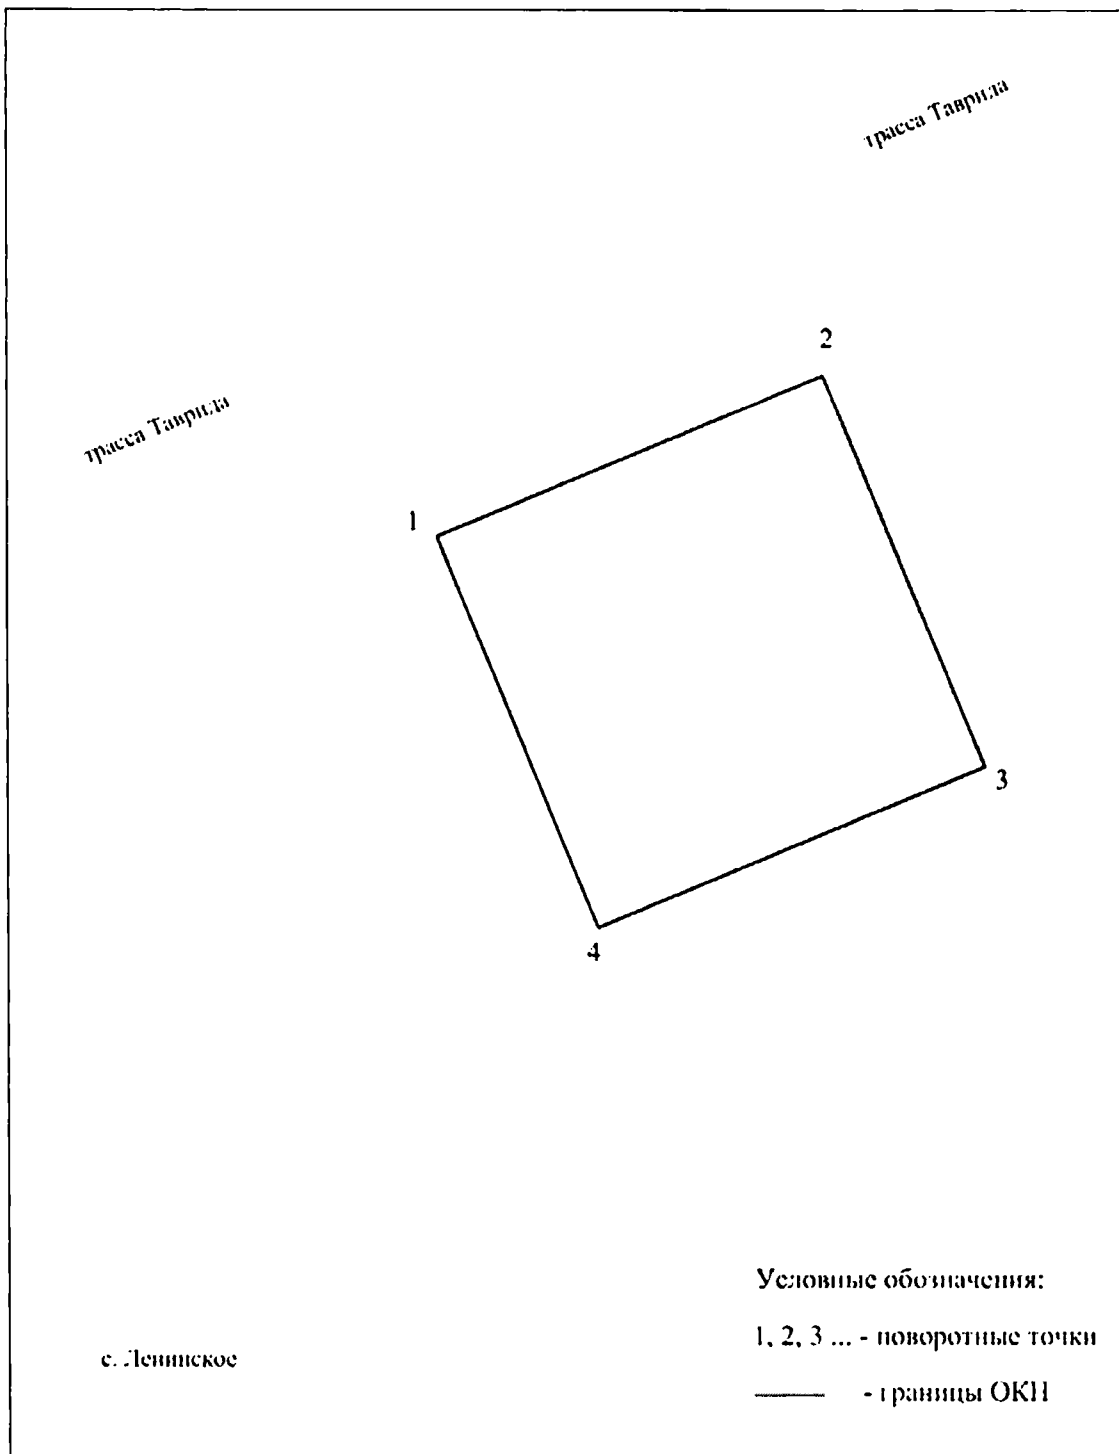 трасса Таврида
трасса Таврида
2
1
3
4
Условные обозначения:
1, 2, 3 ... - поворотные точки
с. Ленинское
- границы ОКН